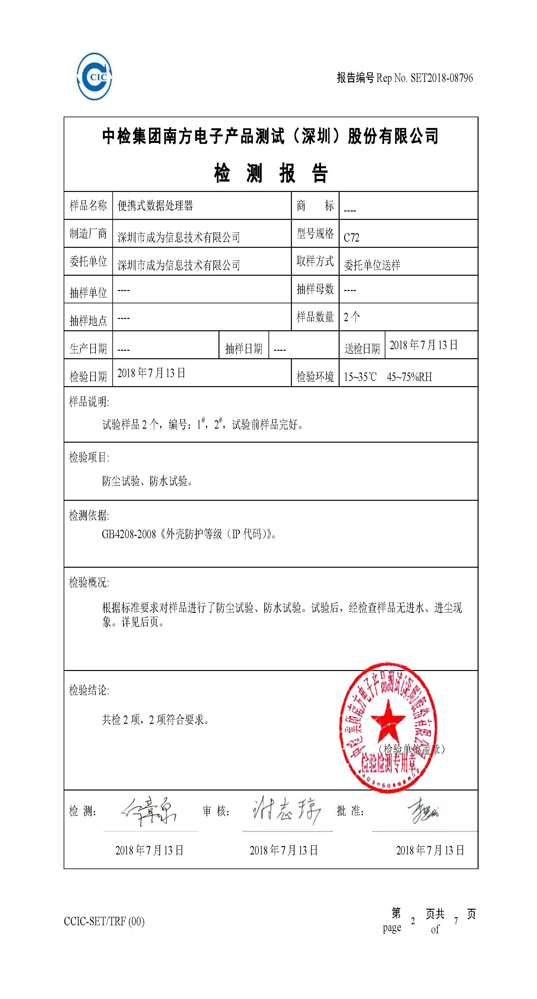 CIC
报告编号 Rep No. SET2018-08796
中检集团南方电子产品测试（深圳）股份有限公司
检 测 报 告
样品名称 便携式数据处理器 商 标 ----
制造厂商 深圳市成为信息技术有限公司 型号规格 C72
委托单位 深圳市成为信息技术有限公司 取样方式 委托单位送样
抽样单位 ---- 抽样母数 ----
抽样地点 ---- 样品数量 2 个
生产日期 ---- 抽样日期 ---- 送检日期 2018 年 7 月 13 日
检验日期 2018 年 7 月 13 日 检验环境 15~35℃ 45~75%RH
样品说明:
试验样品 2 个，编号：1#，2#，试验前样品完好。
检验项目:
防尘试验、防水试验。
检测依据:
GB4208-2008《外壳防护等级（IP 代码）》。
检验概况:
根据标准要求对样品进行了防尘试验、防水试验。试验后，经检查样品无进水、进尘现
象。详见后页。
检验结论:
共检 2 项，2 项符合要求。
中检集团南方电子产品测试(深圳)股份有限公司
（检验单位盖章）
检验检测专用章
检 测： 审 核： 谢志琼 批 准：
2018 年 7 月 13 日 2018 年 7 月 13 日 2018 年 7 月 13 日
CCIC-SET/TRF (00)
第 2 页共 7 页
page of